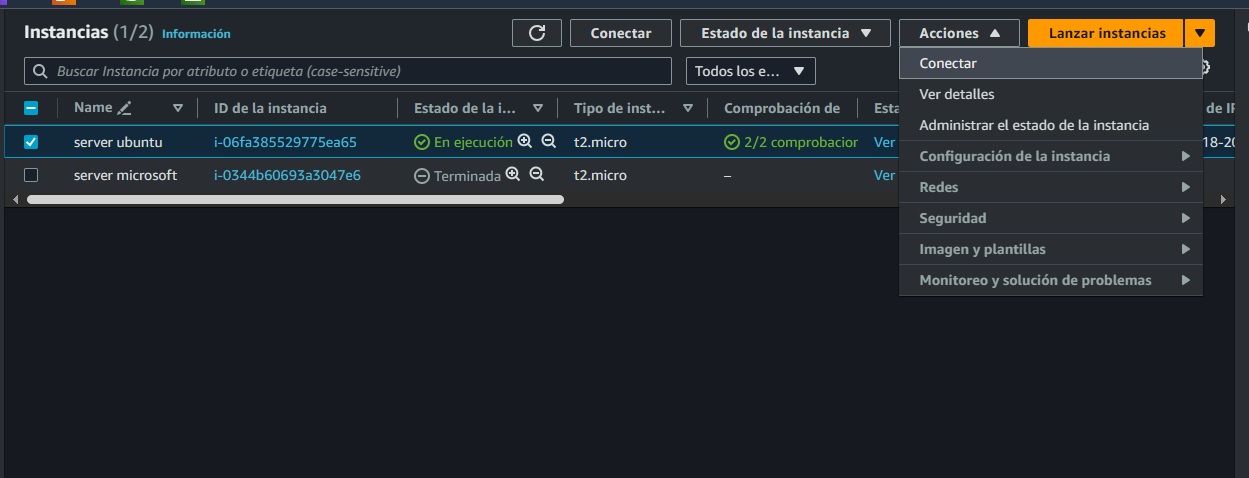 Instancias (1/2) Información Conectar Estado de la instancia Acciones Lanzar instancias
Buscar Instancia por atributo o etiqueta (case-sensitive) Todos los e...
Name ID de la instancia Estado de la i... Tipo de inst... Comprobación de Esta de IP
server ubuntu i-06fa385529775ea65 En ejecución t2.micro 2/2 comprobacior Ver 18-20
server microsoft i-0344b60693a3047e6 Terminada t2.micro – Ver
Conectar
Ver detalles
Administrar el estado de la instancia
Configuración de la instancia
Redes
Seguridad
Imagen y plantillas
Monitoreo y solución de problemas